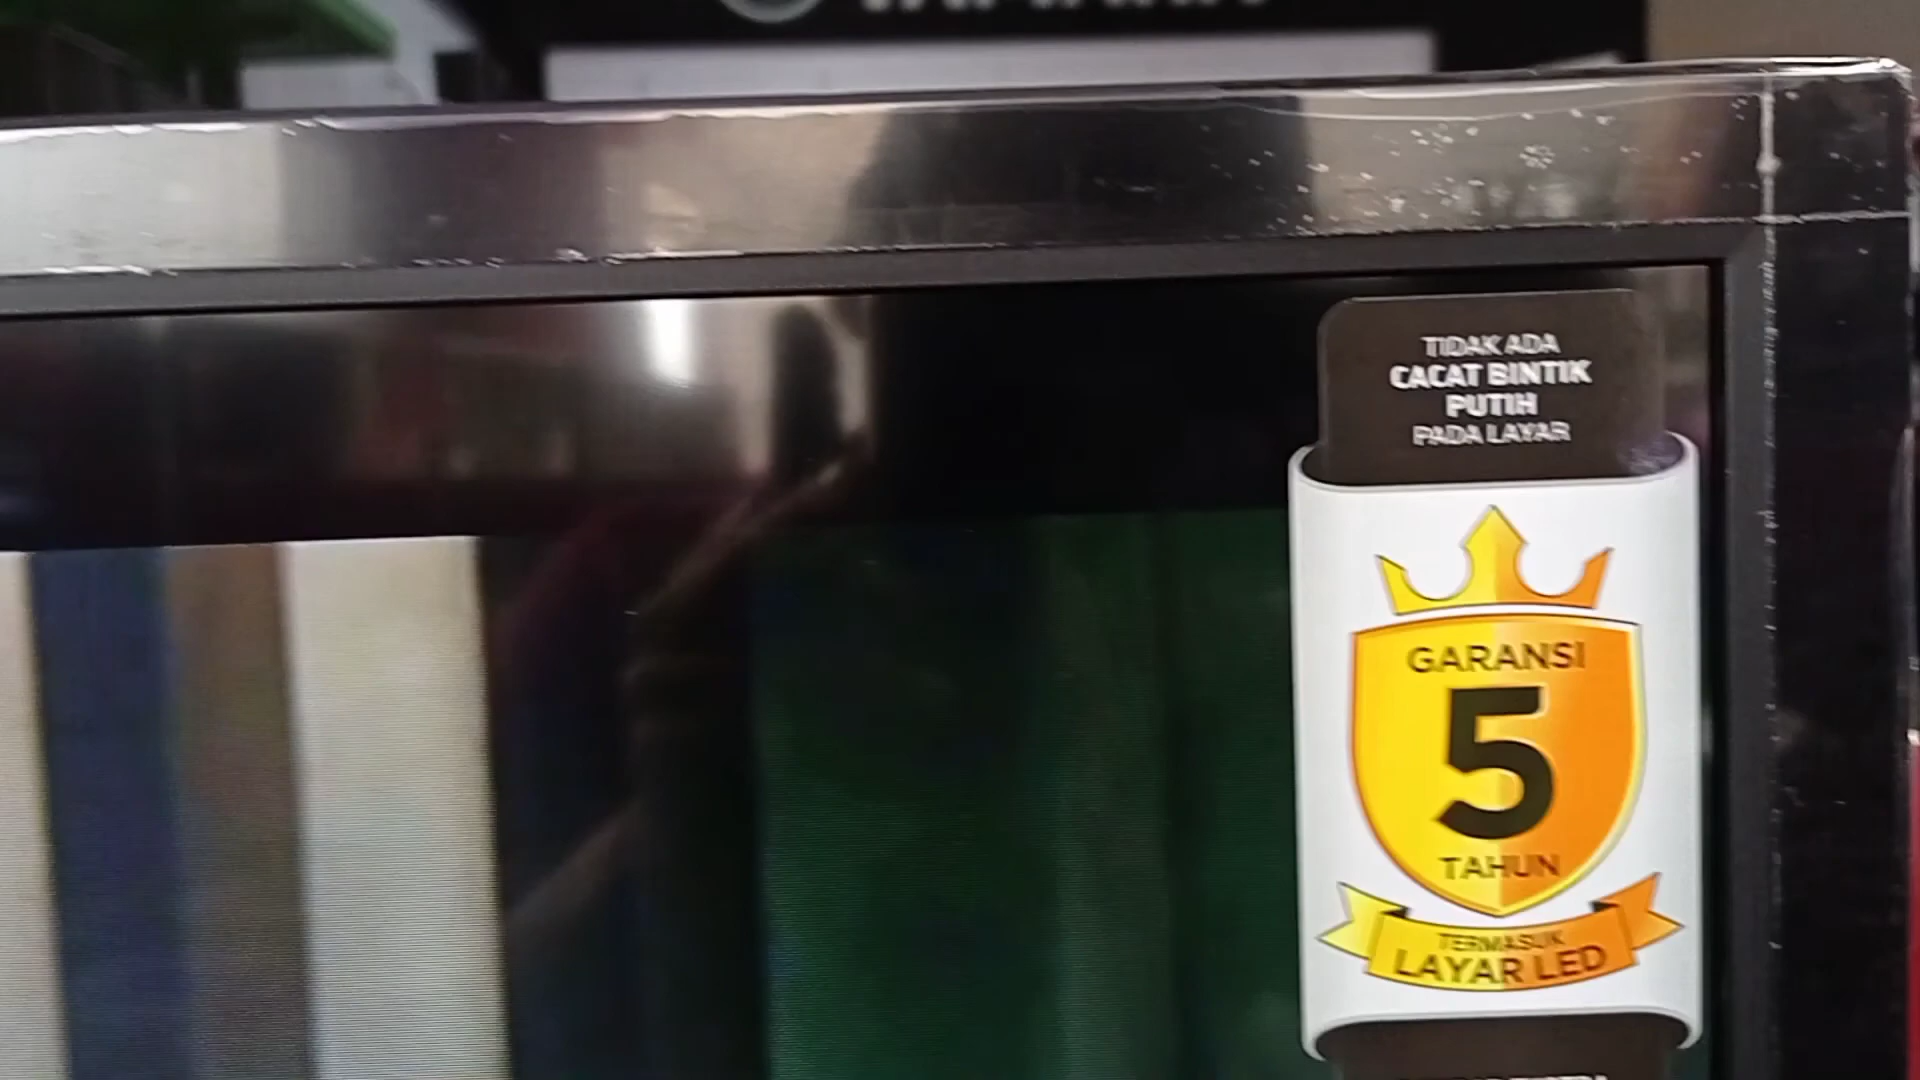 TIDAK ADA
CACAT BINTIK
PUTIH
PADA LAYAR
GARANSI
5
TAHUN
TERMASUK
LAYAR LED